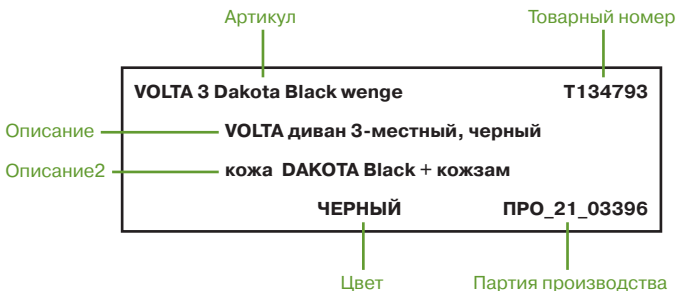 Артикул Товарный номер
VOLTA 3 Dakota Black wenge T134793
Описание VOLTA диван 3-местный, черный
Описание2 кожа DAKOTA Black + кожзам
ЧЕРНЫЙ ПРО_21_03396
Цвет Партия производства